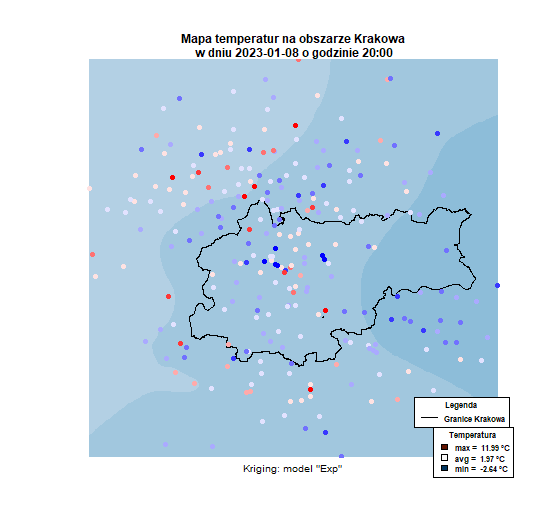 Mapa temperatur na obszarze Krakowa
w dniu 2023-01-08 o godzinie 20:00
Legenda
Granice Krakowa
Temperatura
max = 11.99 °C
avg = 1.97 °C
min = -2.64 °C
Kriging: model "Exp"